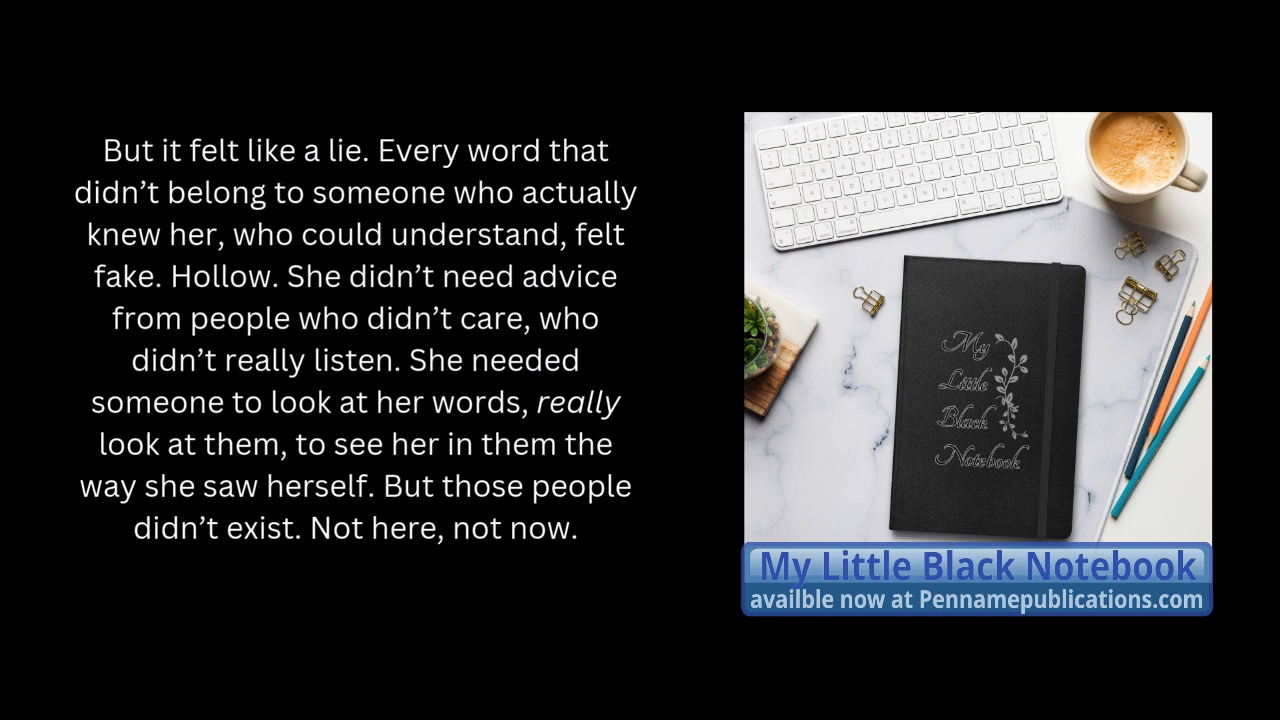 But it felt like a lie. Every word that
didn’t belong to someone who actually
knew her, who could understand, felt
fake. Hollow. She didn’t need advice
from people who didn’t care, who
didn’t really listen. She needed
someone to look at her words, really
look at them, to see her in them the
way she saw herself. But those people
didn’t exist. Not here, not now.
My
Little
Black
Notebook
My Little Black Notebook
availble now at Pennamepublications.com